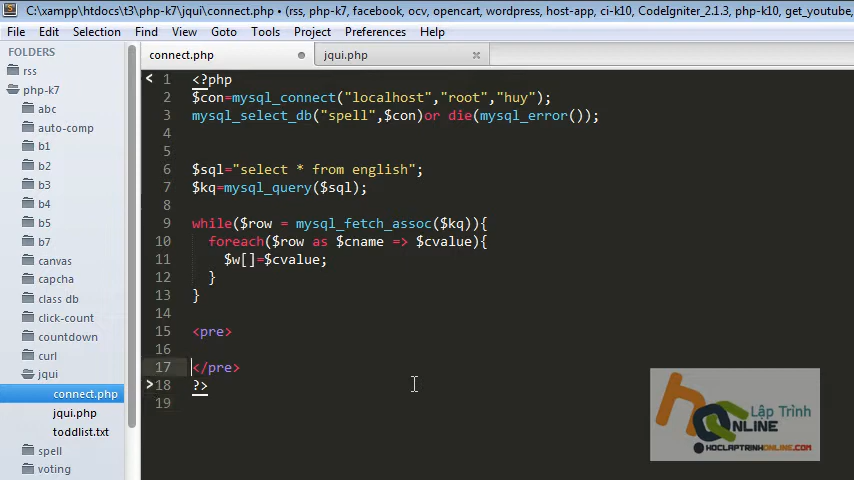 C:\xampp\htdocs\t3\php-k7\jqui\connect.php • (rss, php-k7, facebook, ocv, opencart, wordpress, host-app, ci-k10, CodeIgniter_2.1.3, php-k10, get_youtube,
File Edit Selection Find View Goto Tools Project Preferences Help
FOLDERS
rss
php-k7
abc
auto-comp
b1
b2
b3
b4
b5
b7
canvas
capcha
class db
click-count
countdown
curl
jqui
connect.php
jqui.php
toddlist.txt
spell
voting
connect.php
jqui.php
1 <?php
2 $con=mysql_connect("localhost","root","huy");
3 mysql_select_db("spell",$con)or die(mysql_error());
4
5
6 $sql="select * from english";
7 $kq=mysql_query($sql);
8
9 while($row = mysql_fetch_assoc($kq)){
10 foreach($row as $cname => $cvalue){
11 $w[]=$cvalue;
12 }
13 }
14
15 <pre>
16
17 </pre>
18 ?>
19
Lập Trình
ONLINE
HOCLAPTRINHONLINE.COM